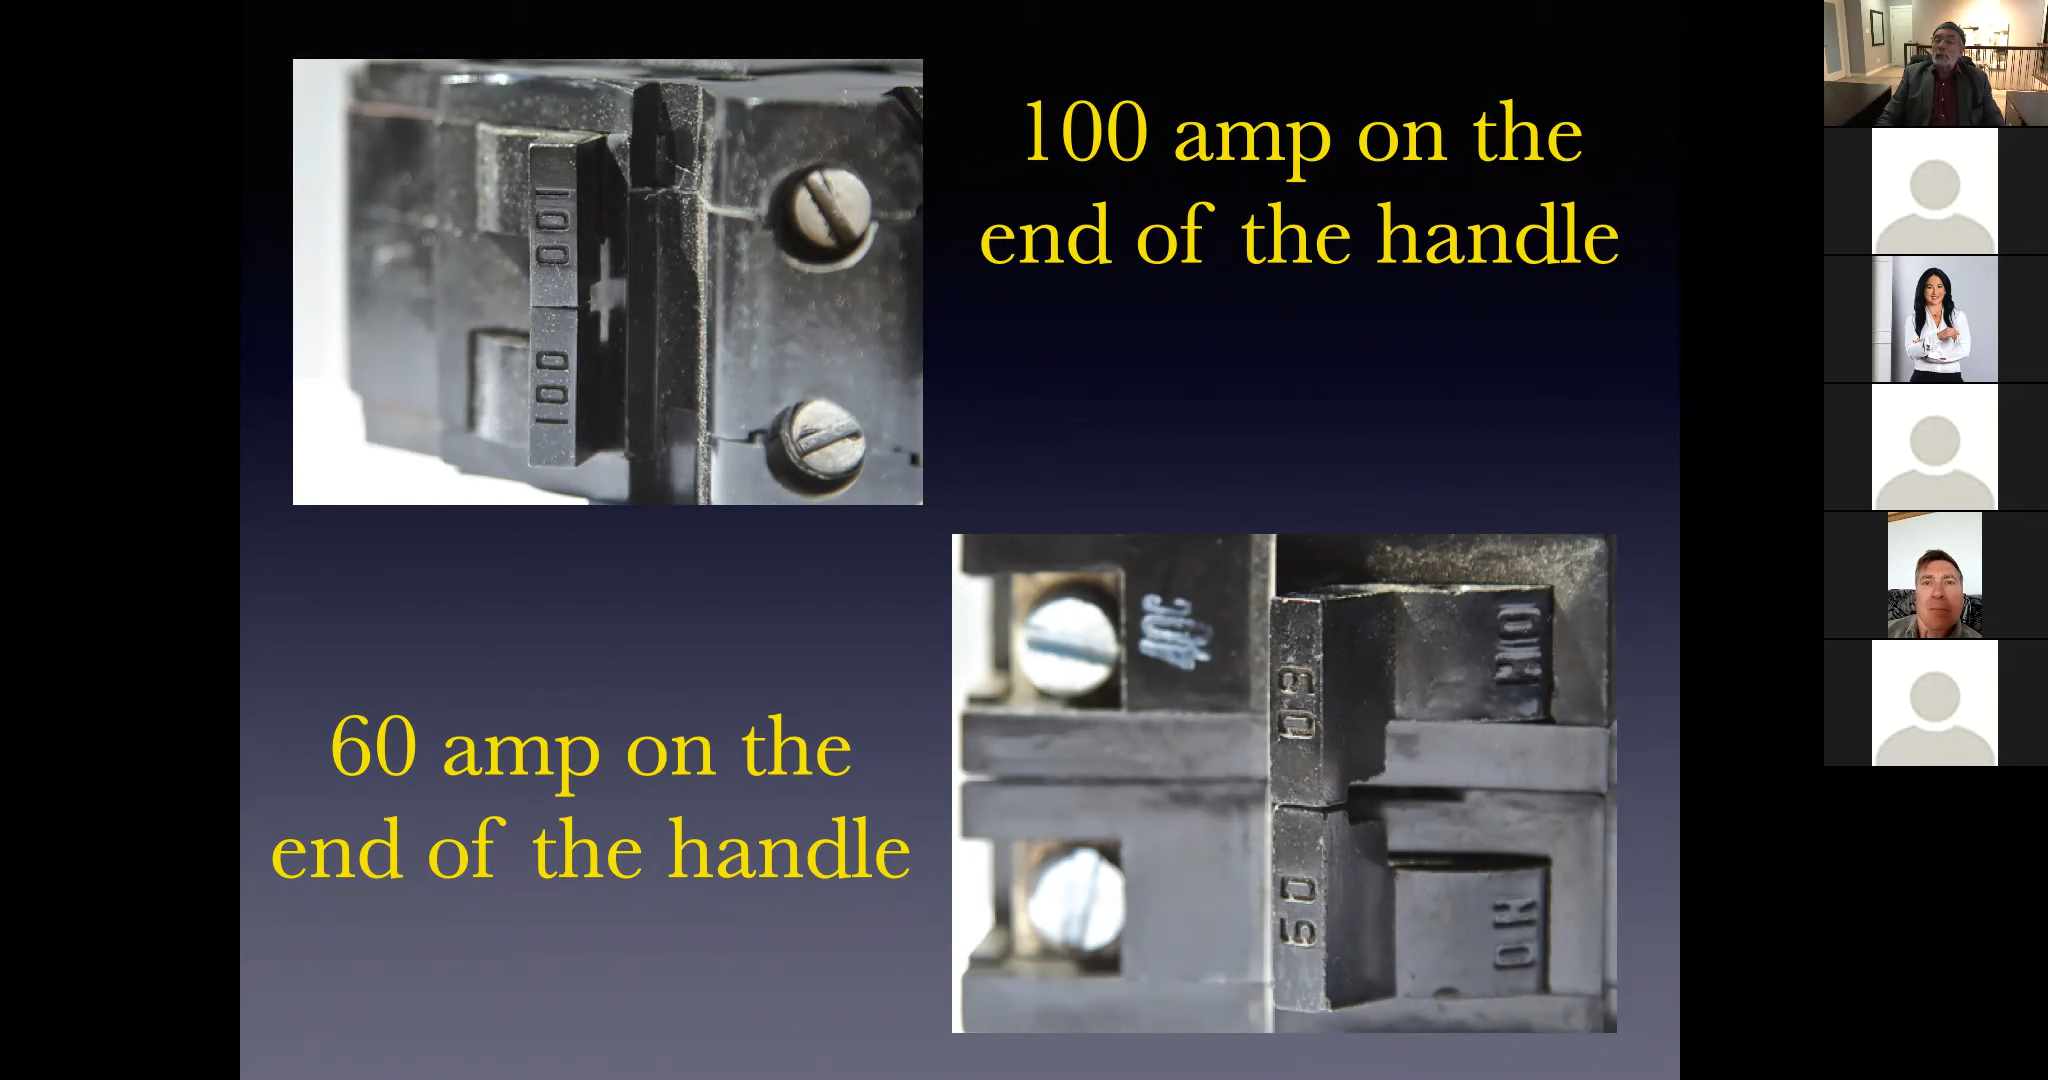 100 amp on the
end of the handle
100
100
60 amp on the
end of the handle
60
60